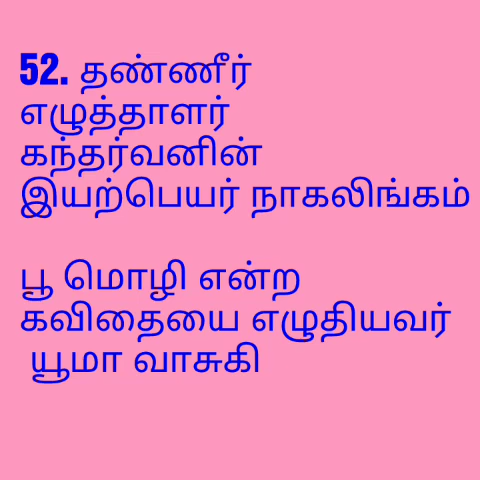 52. தண்ணீர்
எழுத்தாளர்
கந்தர்வனின்
இயற்பெயர் நாகலிங்கம்
பூ மொழி என்ற
கவிதையை எழுதியவர்
யூமா வாசுகி